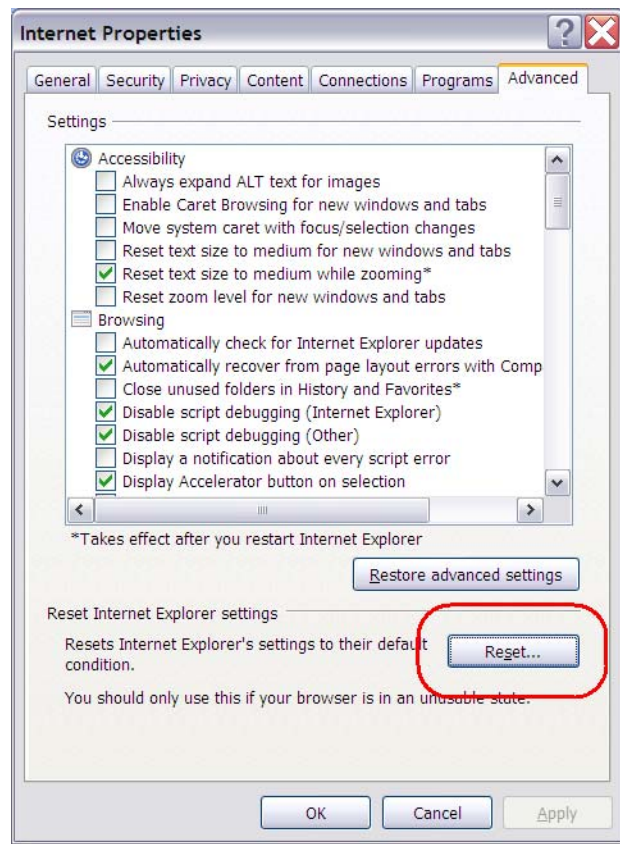 Internet Properties
General Security Privacy Content Connections Programs Advanced
Settings
Accessibility
Always expand ALT text for images
Enable Caret Browsing for new windows and tabs
Move system caret with focus/selection changes
Reset text size to medium for new windows and tabs
Reset text size to medium while zooming*
Reset zoom level for new windows and tabs
Browsing
Automatically check for Internet Explorer updates
Automatically recover from page layout errors with Comp
Close unused folders in History and Favorites*
Disable script debugging (Internet Explorer)
Disable script debugging (Other)
Display a notification about every script error
Display Accelerator button on selection
*Takes effect after you restart Internet Explorer
Restore advanced settings
Reset Internet Explorer settings
Resets Internet Explorer's settings to their default
condition.
Reset...
You should only use this if your browser is in an unusable state.
OK Cancel Apply